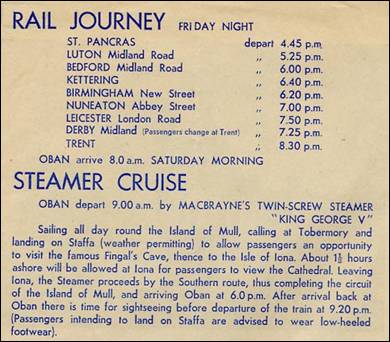 RAIL JOURNEY FRIDAY NIGHT
ST. PANCRAS depart 4.45 p.m.
LUTON Midland Road ,, 5.25 p.m.
BEDFORD Midland Road ,, 6.00 p.m.
KETTERING ,, 6.40 p.m.
BIRMINGHAM New Street ,, 6.20 p.m.
NUNEATON Abbey Street ,, 7.00 p.m.
LEICESTER London Road ,, 7.50 p.m.
DERBY Midland (Passengers change at Trent) ,, 7.25 p.m.
TRENT ,, 8.30 p.m.
OBAN arrive 8.0 a.m. SATURDAY MORNING
STEAMER CRUISE
OBAN depart 9.00 a.m. by MACBRAYNE'S TWIN-SCREW STEAMER
"KING GEORGE V"
Sailing all day round the Island of Mull, calling at Tobermory and
landing on Staffa (weather permitting) to allow passengers an opportunity
to visit the famous Fingal's Cave, thence to the Isle of Iona. About 1½ hours
ashore will be allowed at Iona for passengers to view the Cathedral. Leaving
Iona, the Steamer proceeds by the Southern route, thus completing the circuit
of the Island of Mull, and arriving Oban at 6.0 p.m. After arrival back at
Oban there is time for sightseeing before departure of the train at 9.20 p.m.
(Passengers intending to land on Staffa are advised to wear low-heeled
footwear).